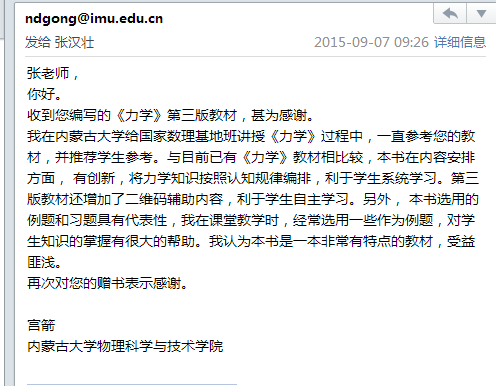 ndgong@imu.edu.cn
发给 张汉壮 2015-09-07 09:26 详细信息
张老师，
你好。
收到您编写的《力学》第三版教材，甚为感谢。
我在内蒙古大学给国家数理基地班讲授《力学》过程中，一直参考您的教
材，并推荐学生参考。与目前已有《力学》教材相比较，本书在内容安排
方面， 有创新，将力学知识按照认知规律编排，利于学生系统学习。第三
版教材还增加了二维码辅助内容，利于学生自主学习。另外， 本书选用的
例题和习题具有代表性，我在课堂教学时，经常选用一些作为例题，对学
生知识的掌握有很大的帮助。我认为本书是一本非常有特点的教材，受益
匪浅。
再次对您的赠书表示感谢。
宫箭
内蒙古大学物理科学与技术学院